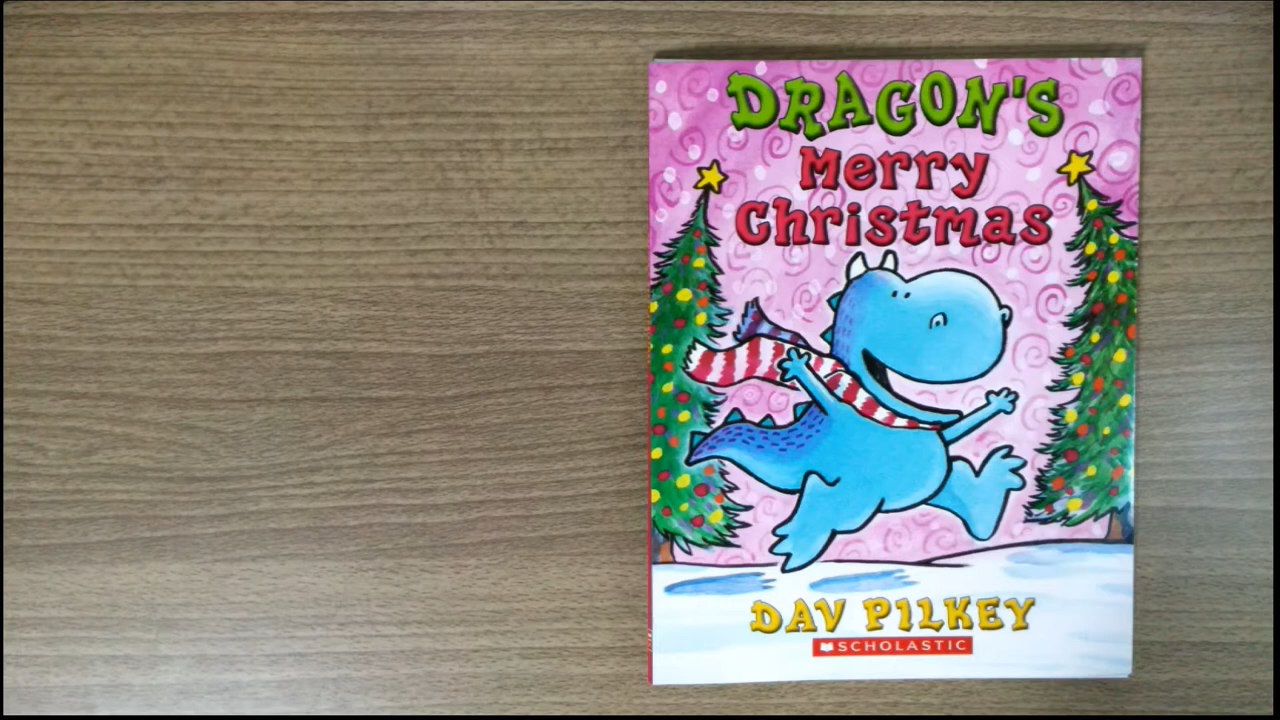 DRAGON'S
Merry
Christmas
DAV PILKEY
SCHOLASTIC